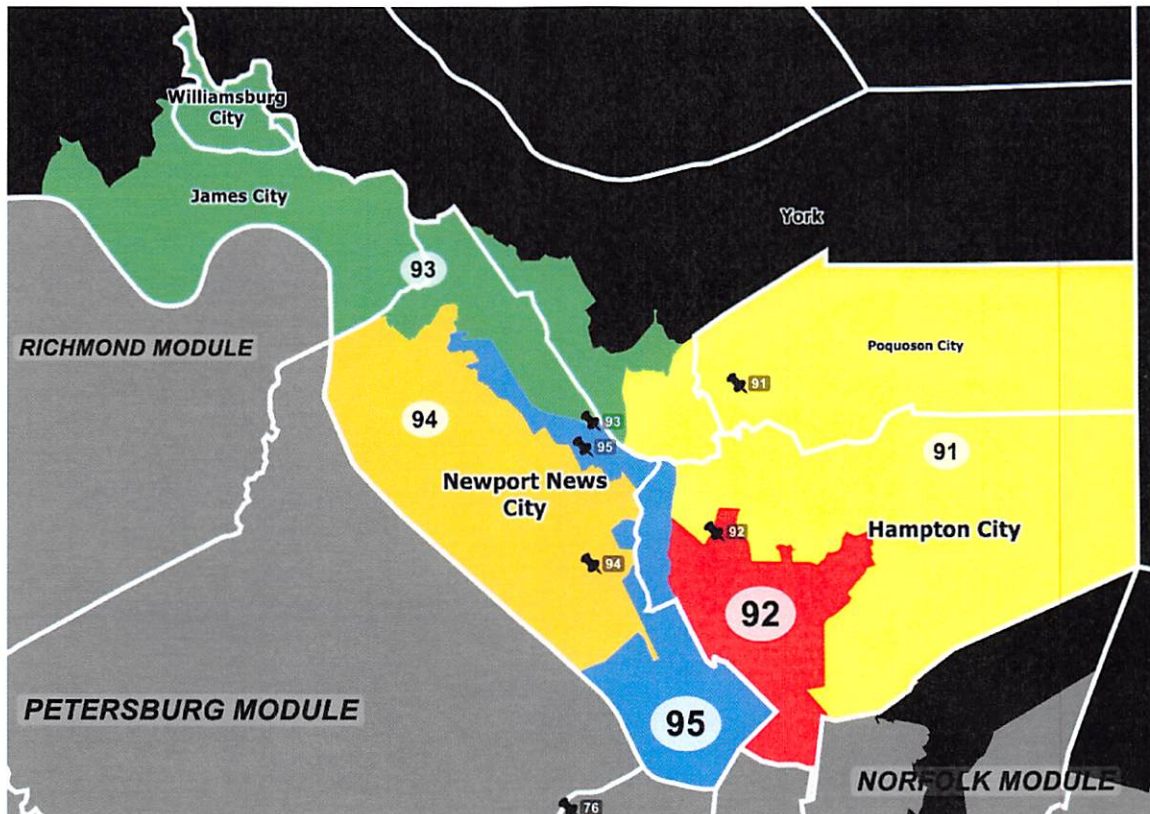 Williamsburg
City
James City
York
93
RICHMOND MODULE
Poquoson City
91
94
93
95
91
Newport News
City
Hampton City
92
94
92
PETERSBURG MODULE
95
NORFOLK MODULE
76